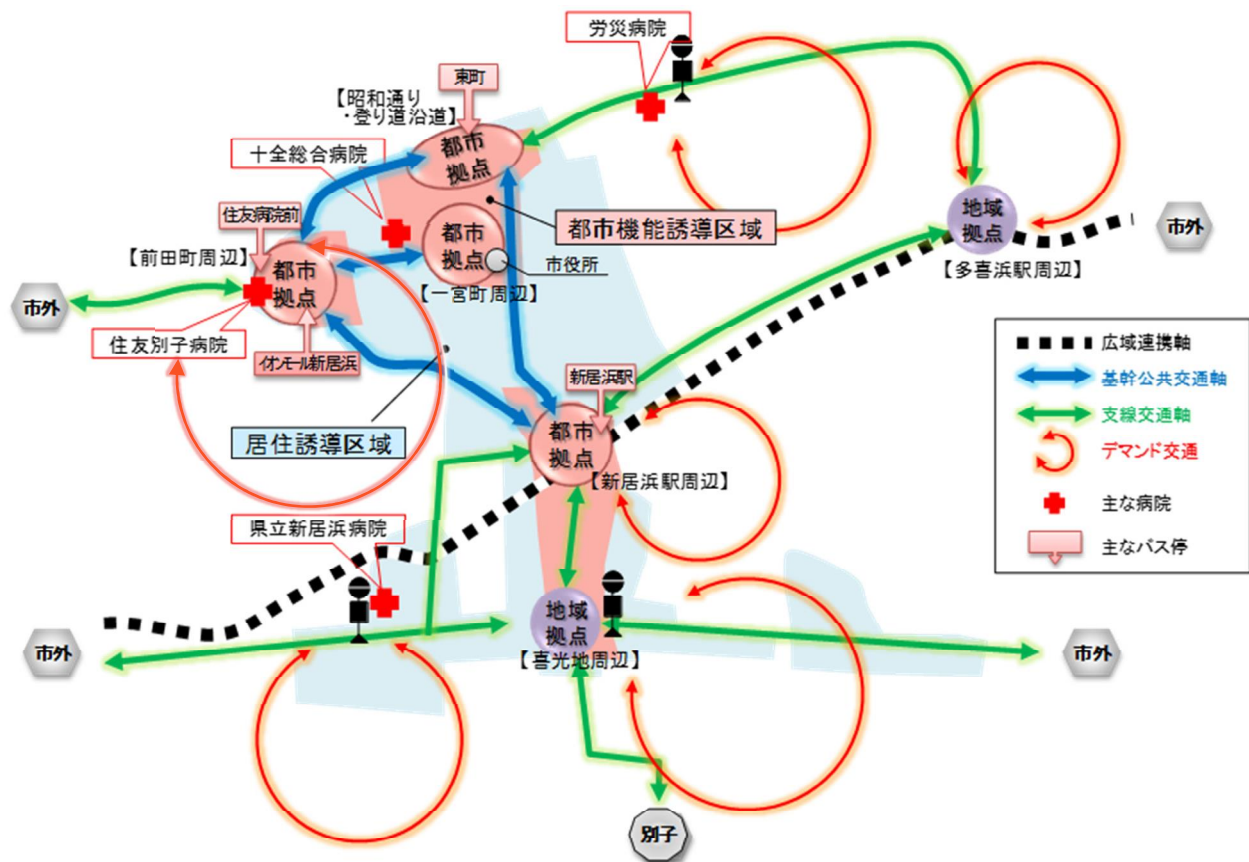 労災病院
東町
【昭和通り
・登り道沿道】
都市
拠点
十全総合病院
住友病院前
都市
拠点
都市機能誘導区域
地域
拠点
市外
【前田町周辺】
都市
拠点
市役所
【一宮町周辺】
【多喜浜駅周辺】
市外
住友別子病院
イオンモール新居浜
新居浜駅
居住誘導区域
都市
拠点
【新居浜駅周辺】
広域連携軸
基幹公共交通軸
支線交通軸
デマンド交通
主な病院
主なバス停
県立新居浜病院
地域
拠点
【喜光地周辺】
市外
市外
別子